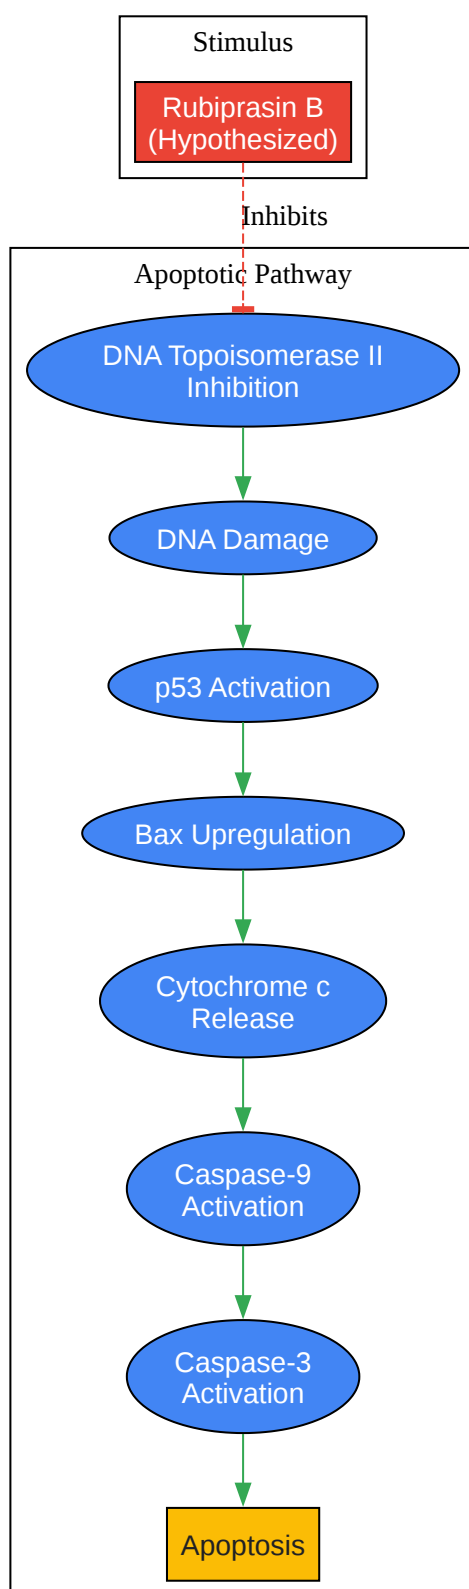 Stimulus
Rubiprasin B
(Hypothesized)
Inhibits
Apoptotic Pathway
DNA Topoisomerase II
Inhibition
DNA Damage
p53 Activation
Bax Upregulation
Cytochrome c
Release
Caspase-9
Activation
Caspase-3
Activation
Apoptosis